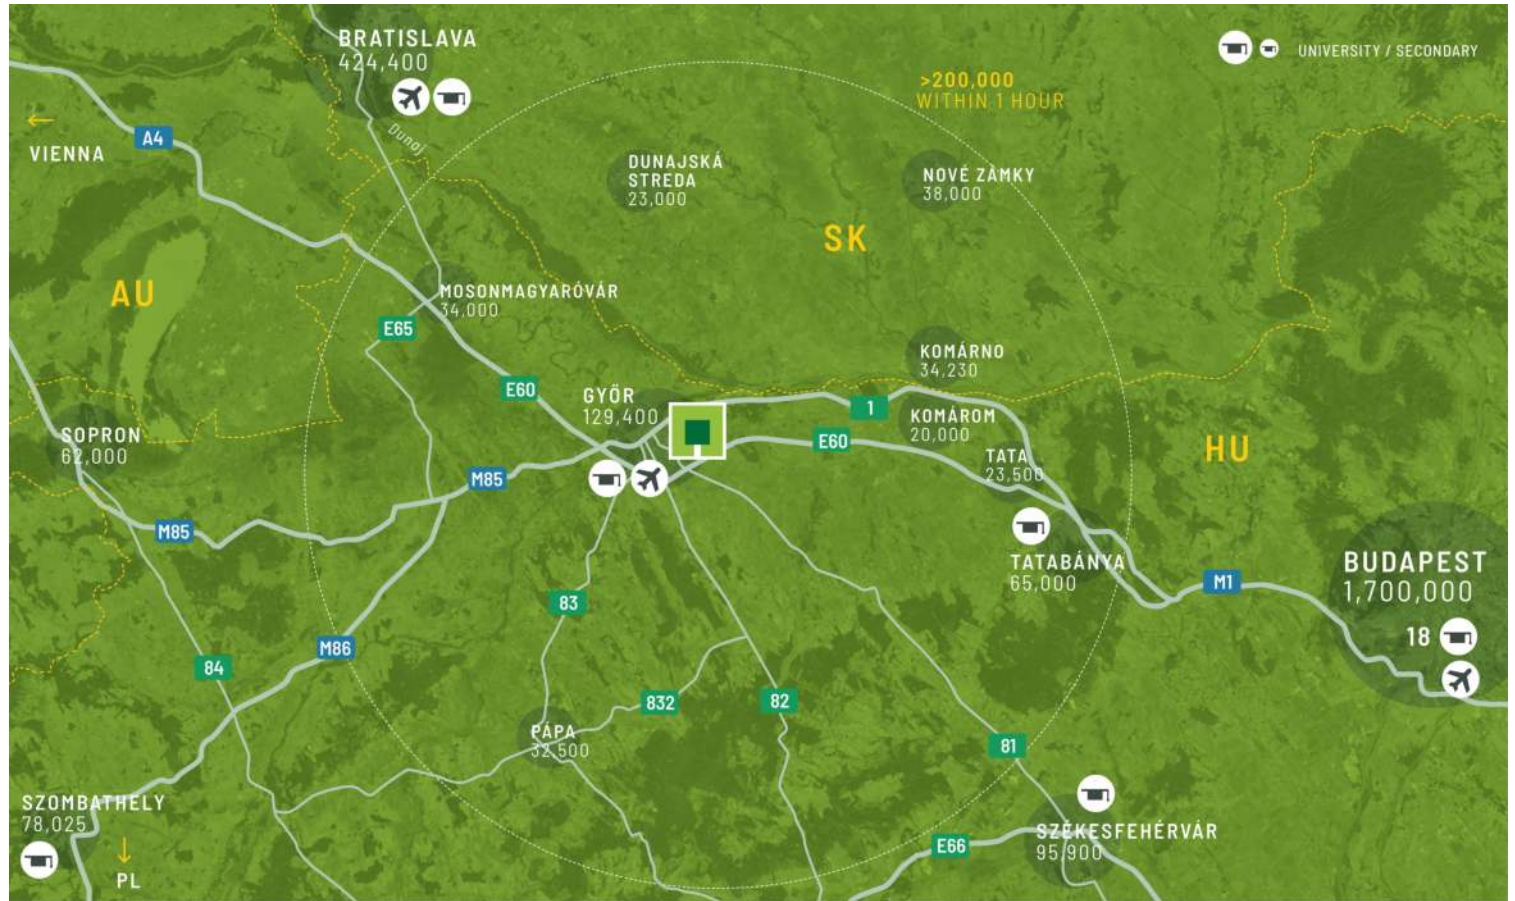 BRATISLAVA
424,400
UNIVERSITY / SECONDARY
>200,000
WITHIN 1 HOUR
VIENNA
A4
Dunaj
DUNAJSKÁ
STREDA
23,000
NOVÉ ZÁMKY
38,000
SK
AU
MOSONMAGYARÓVÁR
34,000
E65
E60
GYŐR
129,400
KOMÁRNO
34,230
1
KOMÁROM
20,000
E60
HU
TATA
23,500
SOPRON
62,000
M85
M85
TATABÁNYA
65,000
M1
BUDAPEST
1,700,000
18
83
M86
84
832
82
PÁPA
32,500
81
SZOMBATHELY
78,025
PL
SZÉKESFEHÉRVÁR
95,900
E66